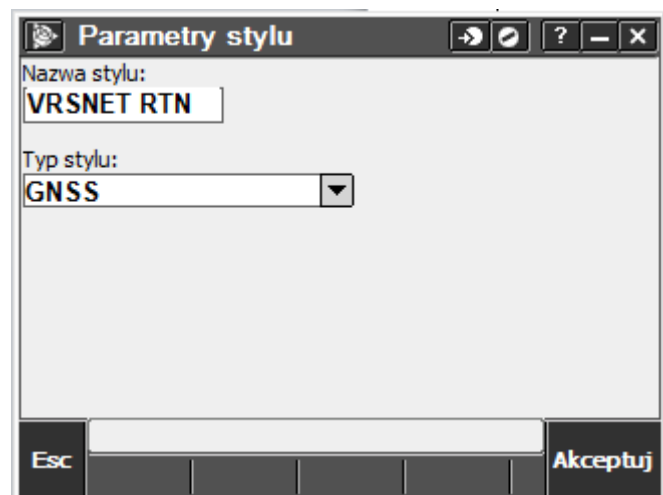 Parametry stylu
?
Nazwa stylu:
VRSNET RTN
Typ stylu:
GNSS
Esc
Akceptuj